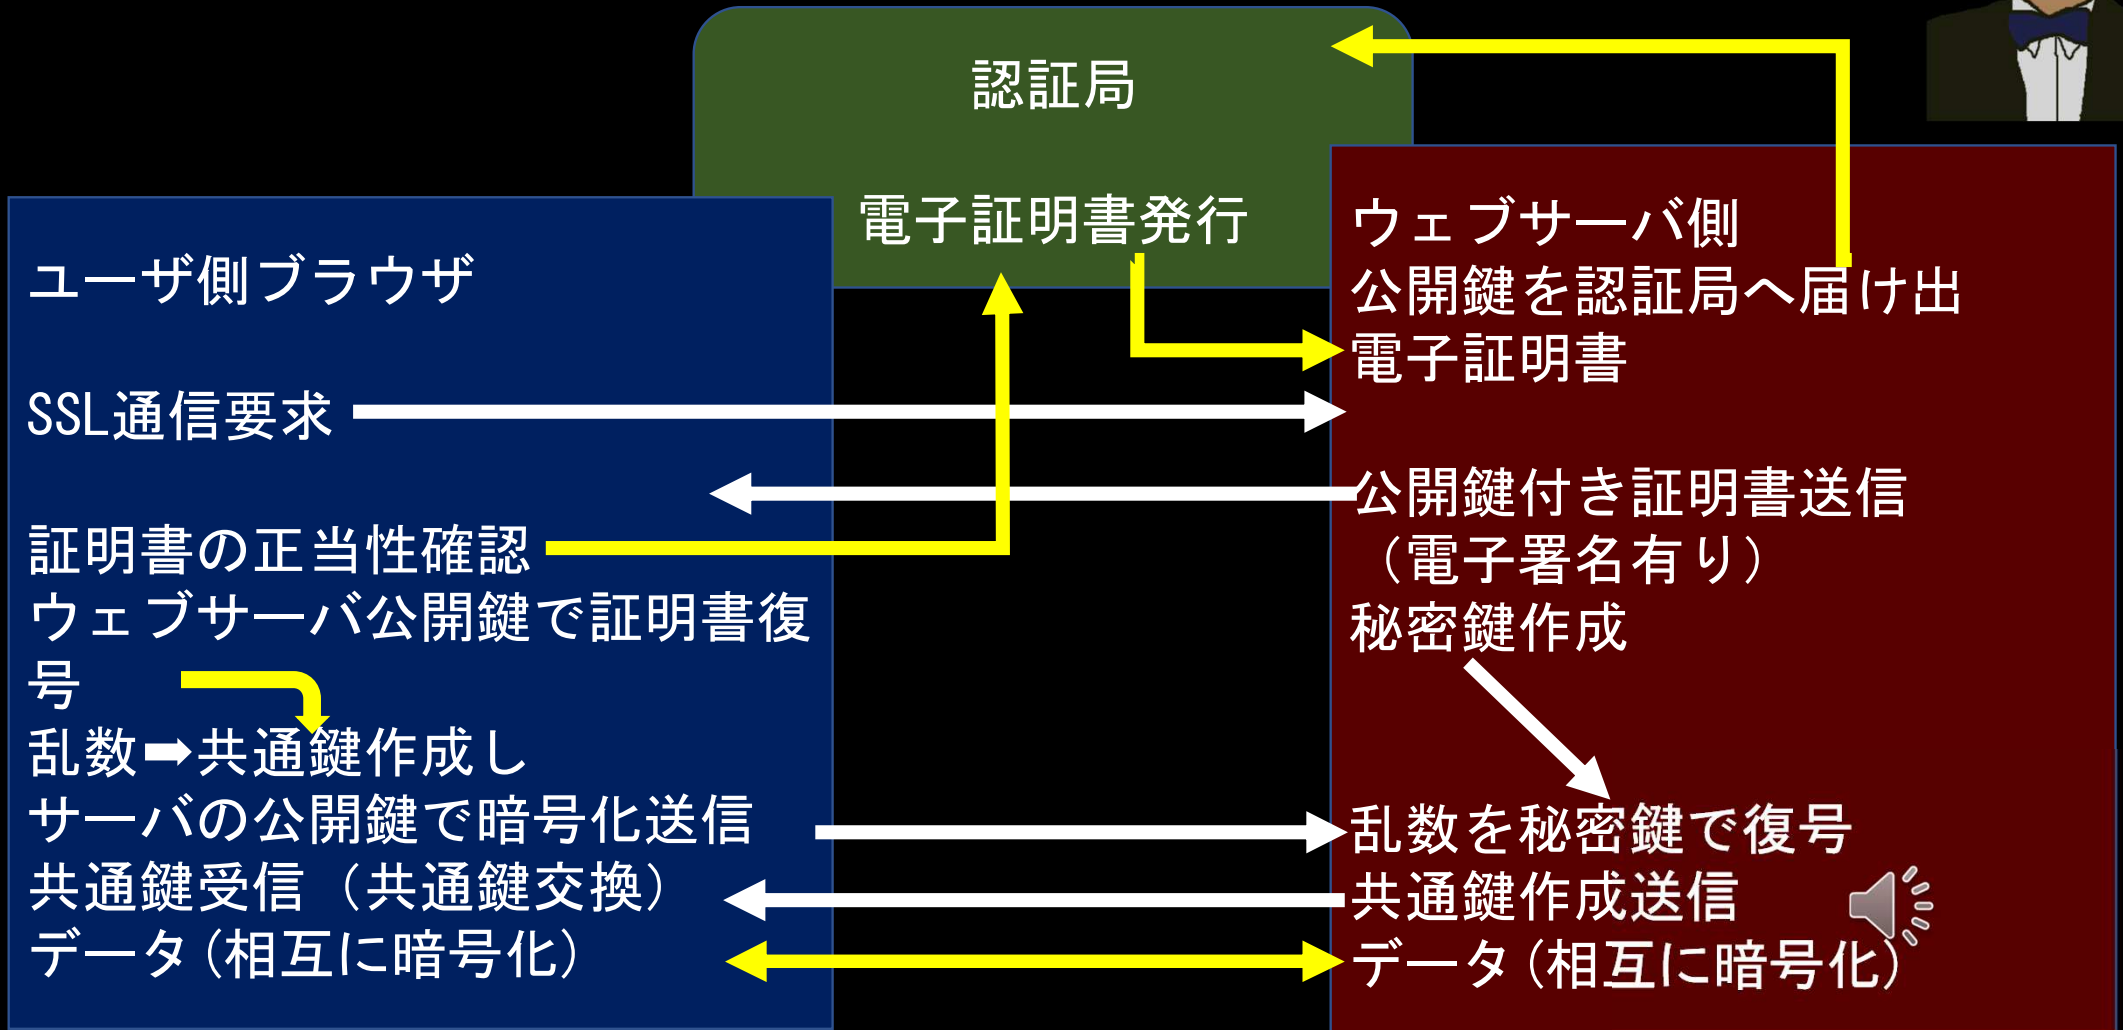 認証局
電子証明書発行
ユーザ側ブラウザ
SSL通信要求
証明書の正当性確認
ウェブサーバ公開鍵で証明書復
号
乱数➡共通鍵作成し
サーバの公開鍵で暗号化送信
共通鍵受信（共通鍵交換）
データ(相互に暗号化)
ウェブサーバ側
公開鍵を認証局へ届け出
電子証明書
公開鍵付き証明書送信
（電子署名有り）
秘密鍵作成
乱数を秘密鍵で復号
共通鍵作成送信
データ(相互に暗号化)